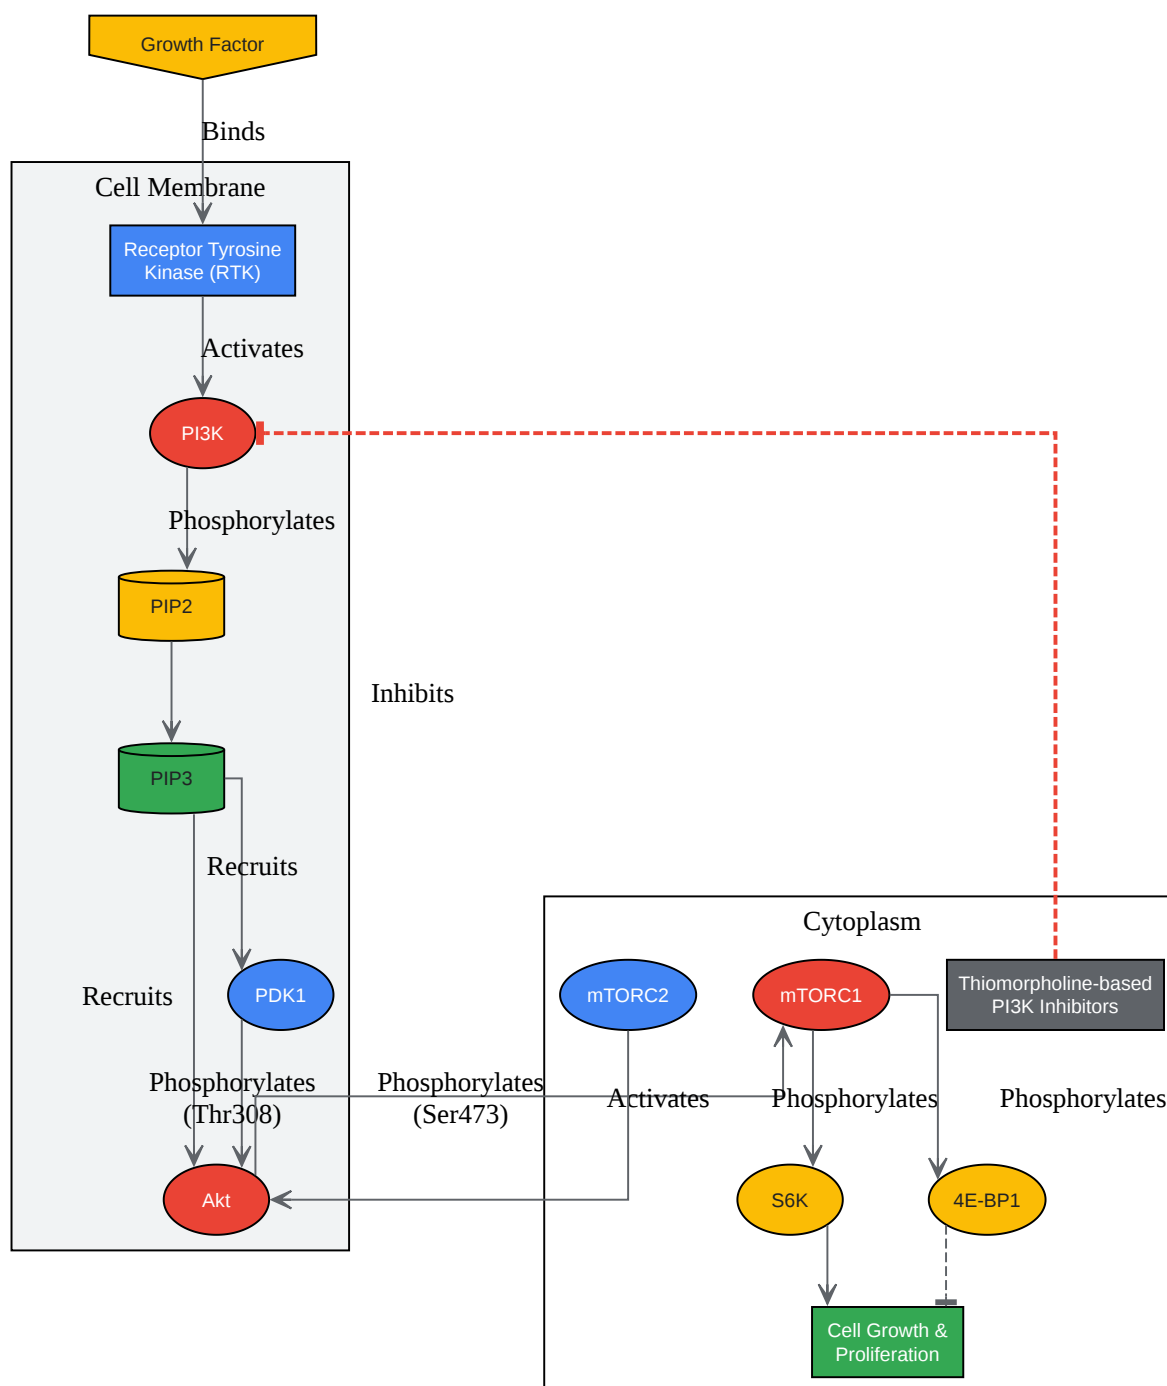 Growth Factor
Binds
Cell Membrane
Receptor Tyrosine
Kinase (RTK)
Activates
PI3K
Phosphorylates
PIP2
Inhibits
PIP3
Recruits
Cytoplasm
Recruits
PDK1
mTORC2
mTORC1
Thiomorpholine-based
PI3K Inhibitors
Phosphorylates
(Thr308)
Phosphorylates
(Ser473)
Activates
Phosphorylates
Phosphorylates
Akt
S6K
4E-BP1
Cell Growth &
Proliferation